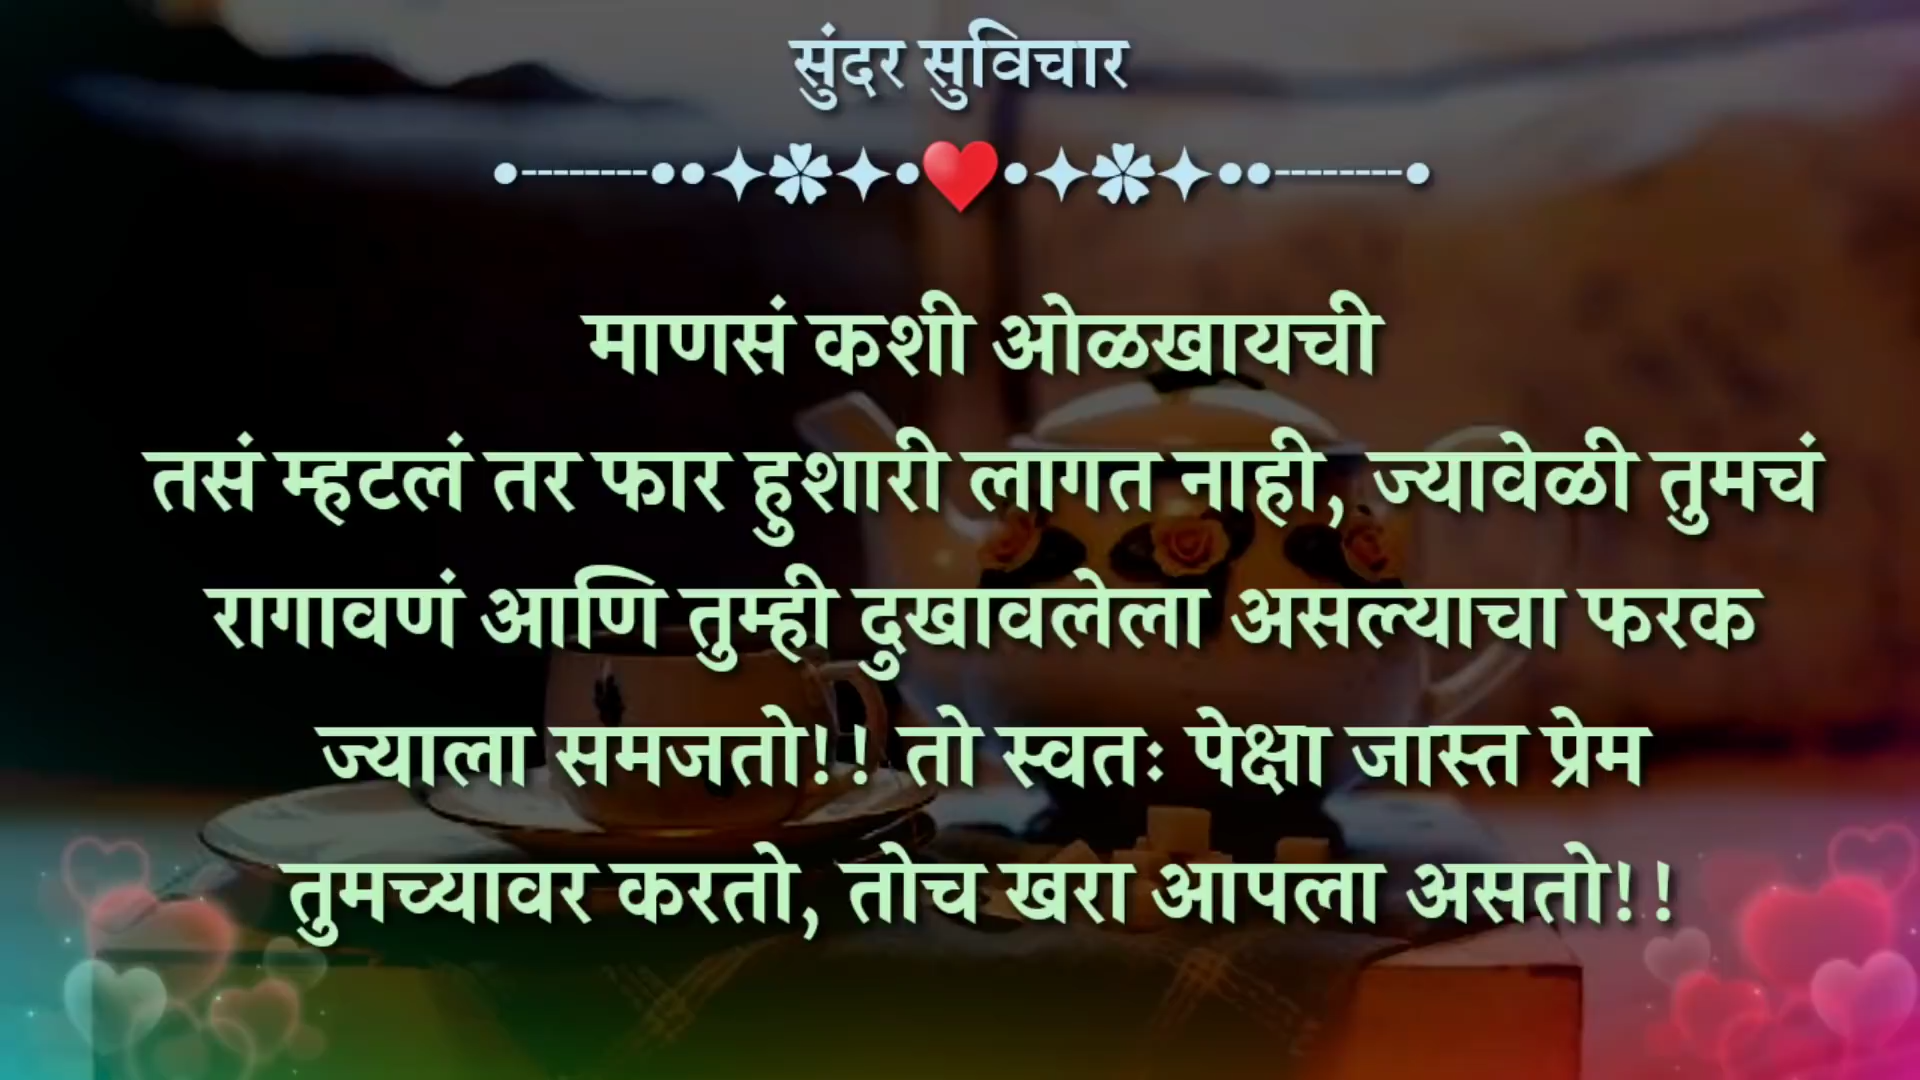 सुंदर सुविचार
•--------••✦✽✦•♥•✦✽✦••--------•
माणसं कशी ओळखायची
तसं म्हटलं तर फार हुशारी लागत नाही, ज्यावेळी तुमचं
रागावणं आणि तुम्ही दुखावलेला असल्याचा फरक
ज्याला समजतो!! तो स्वतः पेक्षा जास्त प्रेम
तुमच्यावर करतो, तोच खरा आपला असतो!!